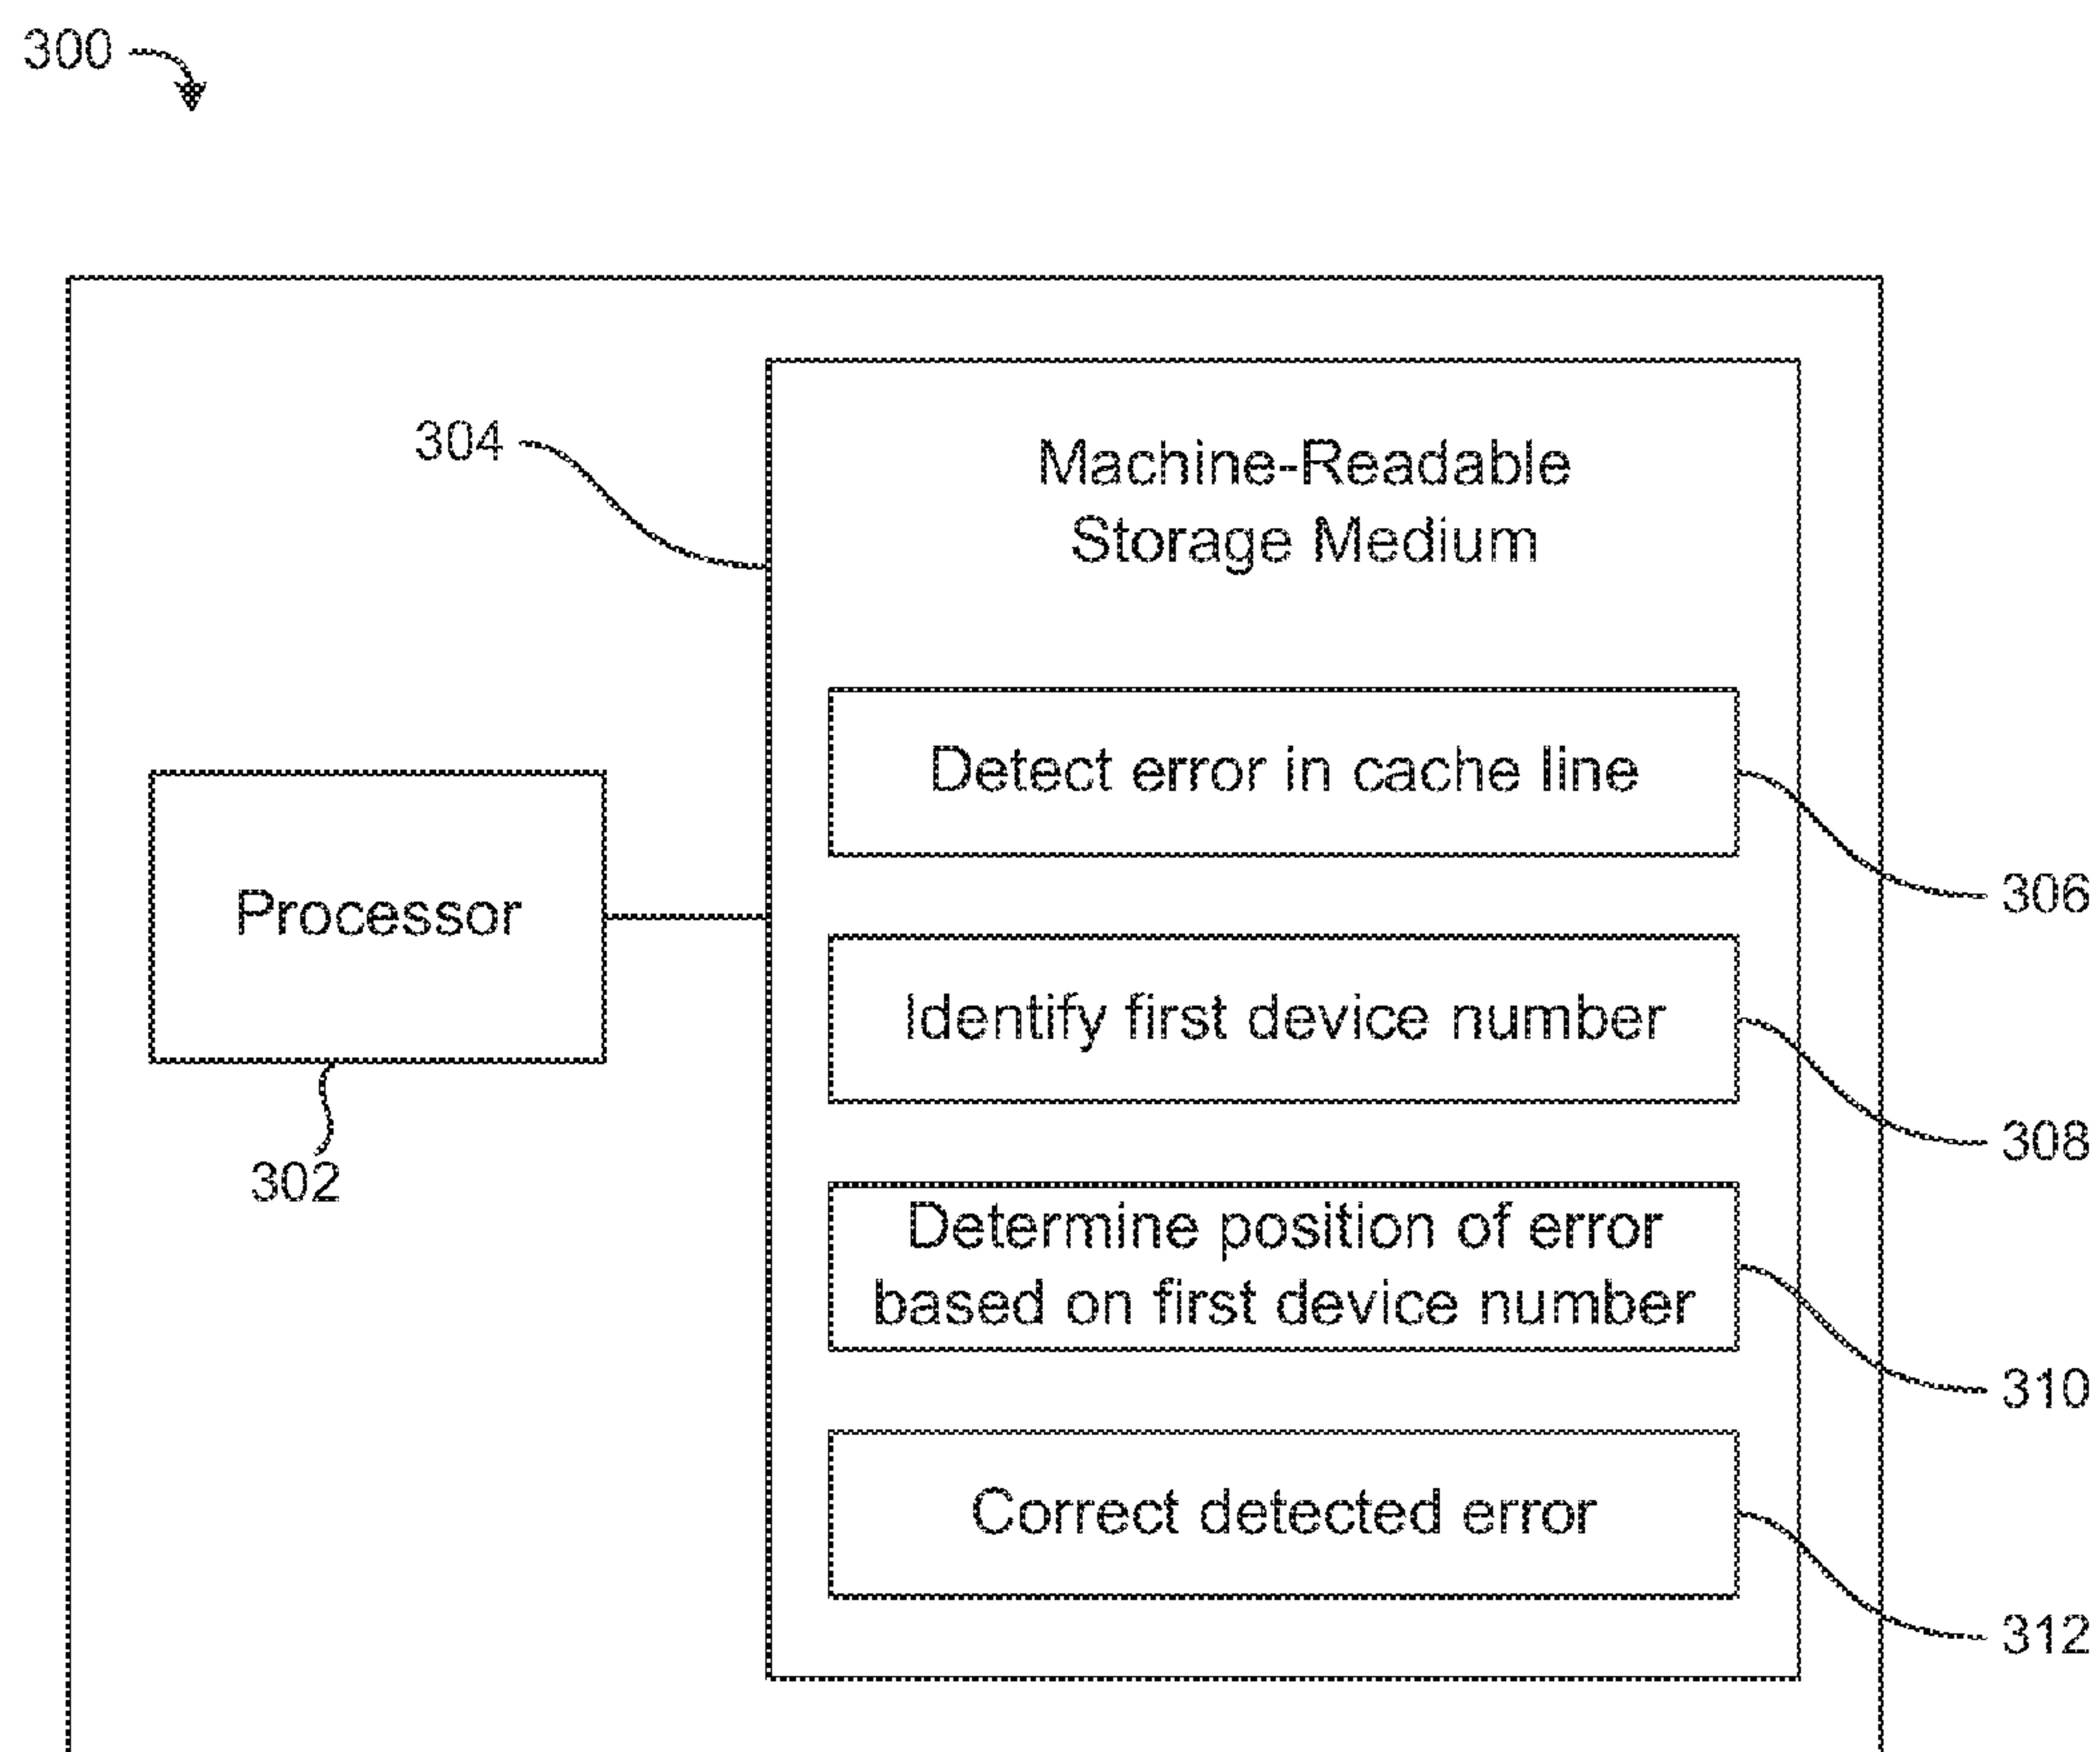 300
304
Machine-Readable
Storage Medium
Detect error in cache line
306
Processor
Identify first device number
308
302
Determine position of error
based on first device number
310
Correct detected error
312